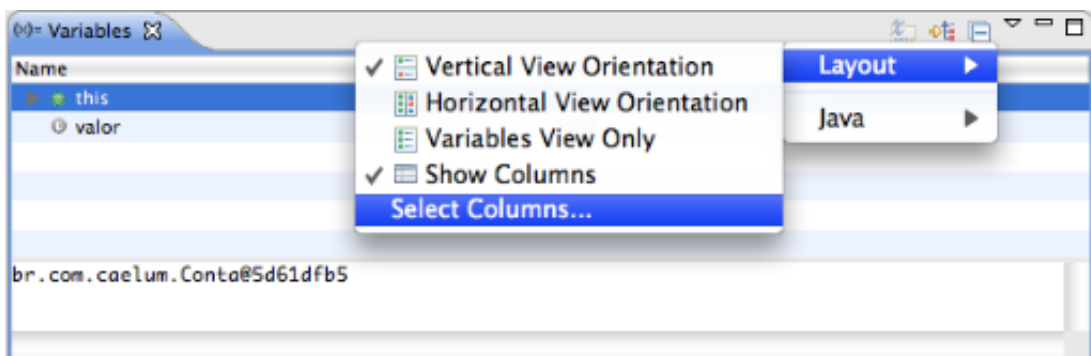 (x)= Variables
Name
this
valor
Vertical View Orientation
Horizontal View Orientation
Variables View Only
Show Columns
Select Columns...
Layout
Java
br.com.caelum.Conta@5d61dfb5